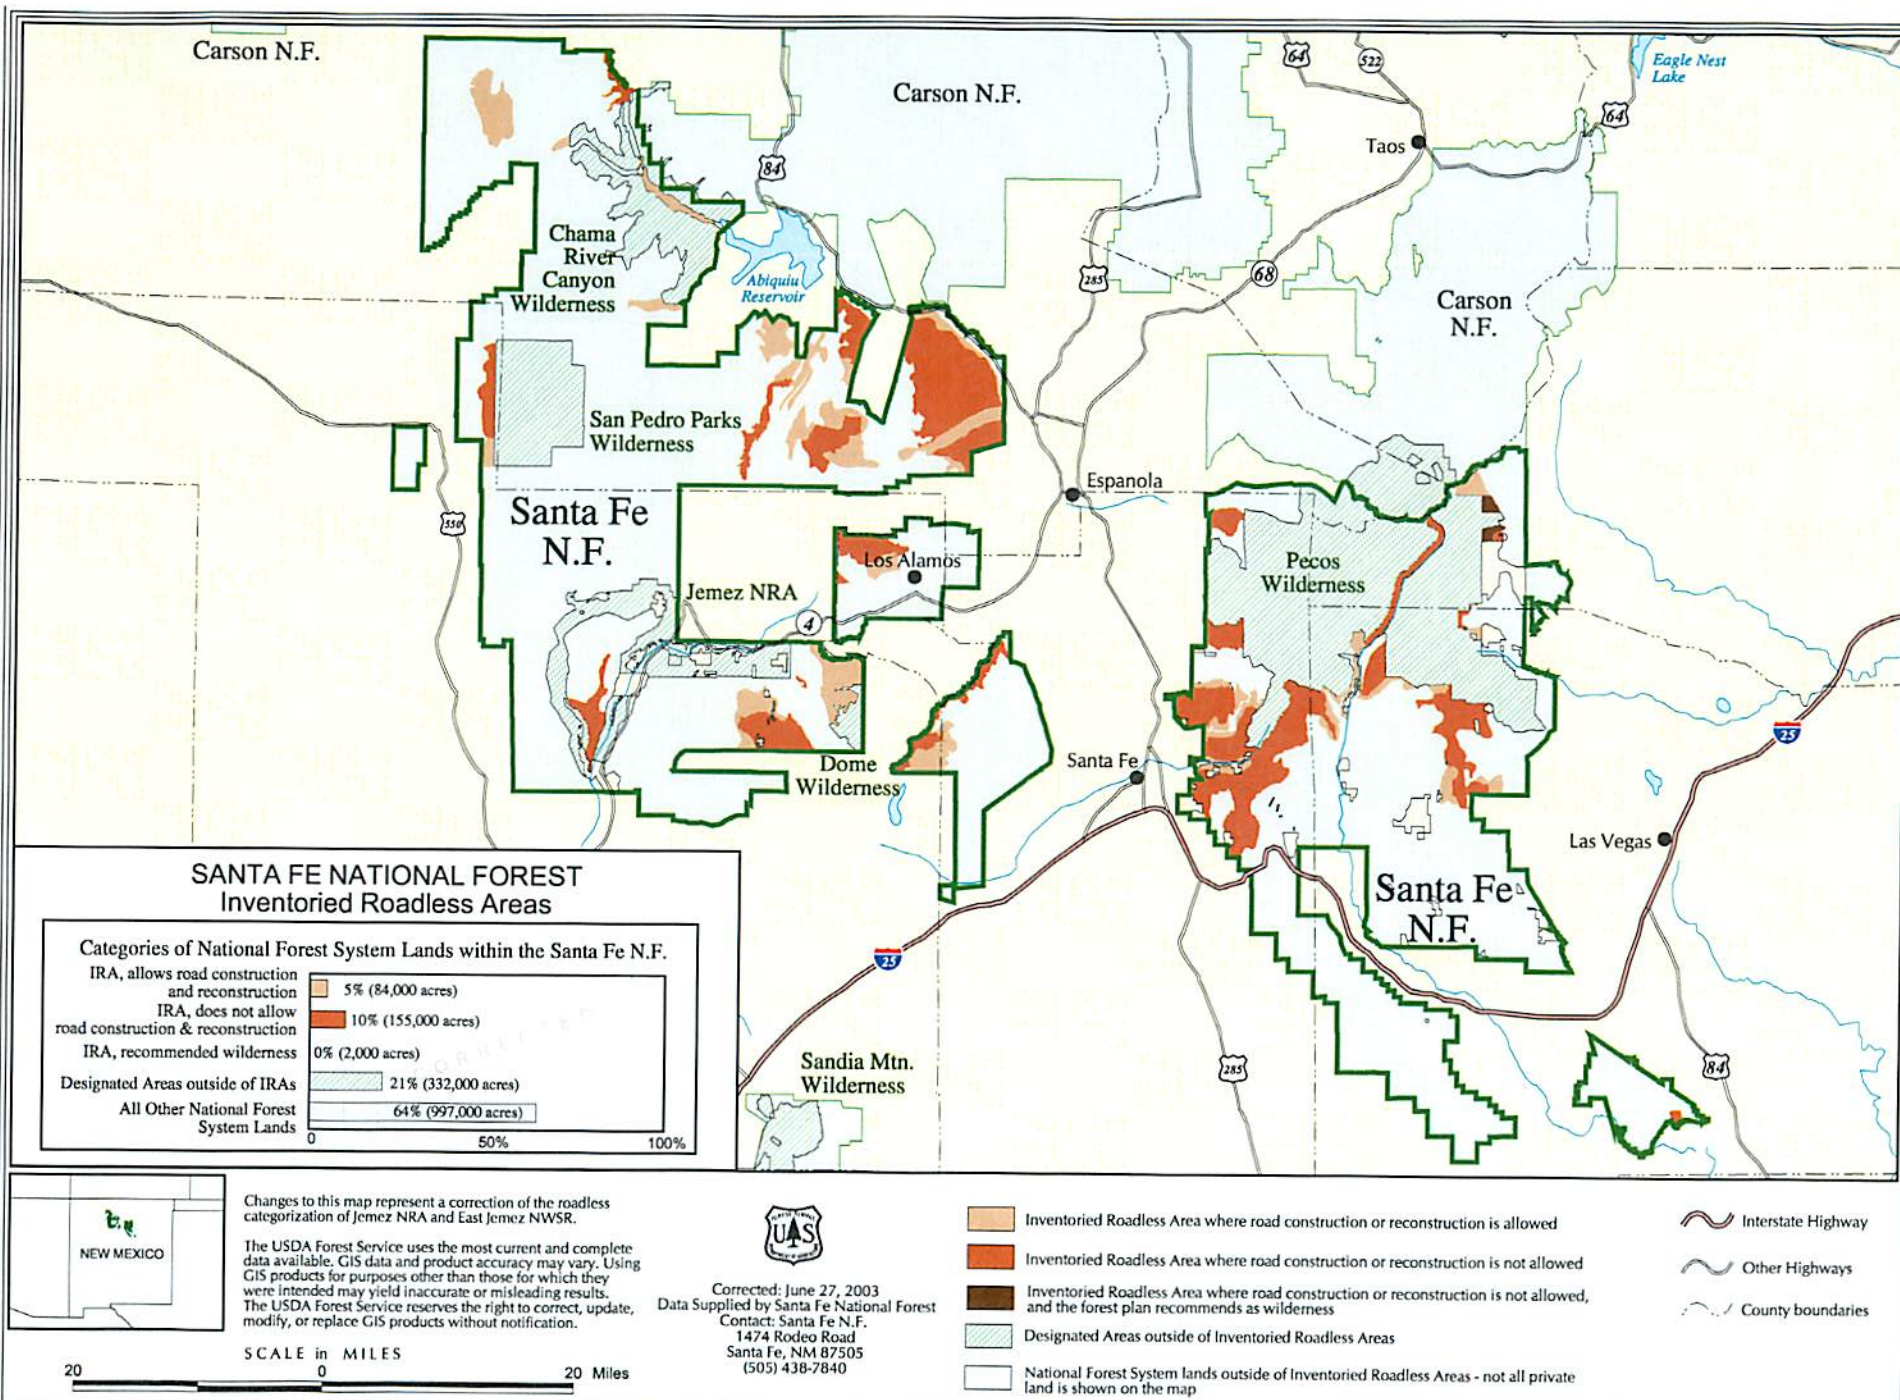 Carson N.F.
Carson N.F.
64
522
Eagle Nest
Lake
64
Taos
84
Chama
River
Canyon
Wilderness
Abiquiu
Reservoir
285
68
Carson
N.F.
San Pedro Parks
Wilderness
Espanola
550
Santa Fe
N.F.
Los Alamos
Pecos
Wilderness
Jemez NRA
4
25
Dome
Wilderness
Santa Fe
Las Vegas
Santa Fe
N.F.
25
Sandia Mtn.
Wilderness
285
84
SANTA FE NATIONAL FOREST
Inventoried Roadless Areas
Categories of National Forest System Lands within the Santa Fe N.F.
IRA, allows road construction
and reconstruction
5% (84,000 acres)
IRA, does not allow
road construction & reconstruction
10% (155,000 acres)
IRA, recommended wilderness
0% (2,000 acres)
Designated Areas outside of IRAs
21% (332,000 acres)
All Other National Forest
System Lands
64% (997,000 acres)
0
50%
100%
NEW MEXICO
Changes to this map represent a correction of the roadless
categorization of Jemez NRA and East Jemez NWSR.
The USDA Forest Service uses the most current and complete
data available. GIS data and product accuracy may vary. Using
GIS products for purposes other than those for which they
were intended may yield inaccurate or misleading results.
The USDA Forest Service reserves the right to correct, update,
modify, or replace GIS products without notification.
SCALE in MILES
20
0
20 Miles
UAS
Corrected: June 27, 2003
Data Supplied by Santa Fe National Forest
Contact: Santa Fe N.F.
1474 Rodeo Road
Santa Fe, NM 87505
(505) 438-7840
Inventoried Roadless Area where road construction or reconstruction is allowed
Inventoried Roadless Area where road construction or reconstruction is not allowed
Inventoried Roadless Area where road construction or reconstruction is not allowed,
and the forest plan recommends as wilderness
Designated Areas outside of Inventoried Roadless Areas
National Forest System lands outside of Inventoried Roadless Areas - not all private
land is shown on the map
Interstate Highway
Other Highways
County boundaries